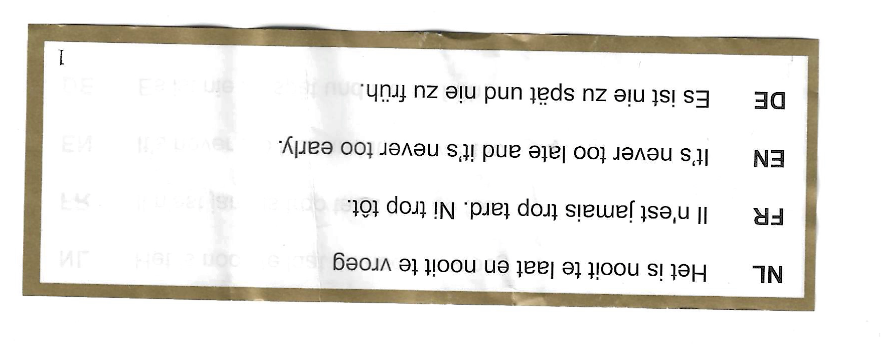 NL Het is nooit te laat en nooit te vroeg
FR Il n'est jamais trop tard. Ni trop tôt.
EN It's never too late and it's never too early.
DE Es ist nie zu spät und nie zu früh.
1